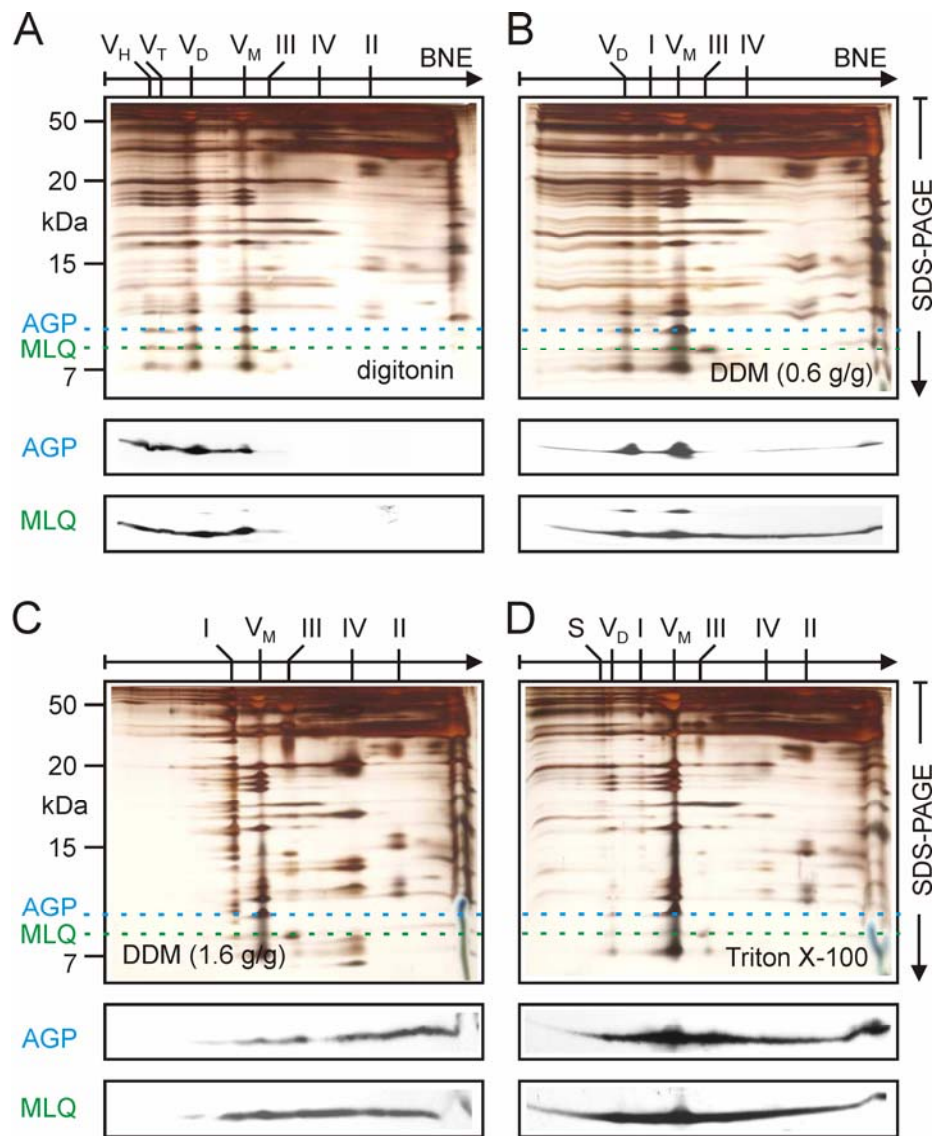 A
V_H V_T V_D V_M III IV II
BNE
50
20
kDa
15
AGP
MLQ
7
digitonin
AGP
MLQ
B
V_D I V_M III IV
BNE
SDS-PAGE
DDM (0.6 g/g)
C
I V_M III IV II
50
20
kDa
15
AGP
MLQ
7
DDM (1.6 g/g)
AGP
MLQ
D
S V_D I V_M III IV II
SDS-PAGE
Triton X-100